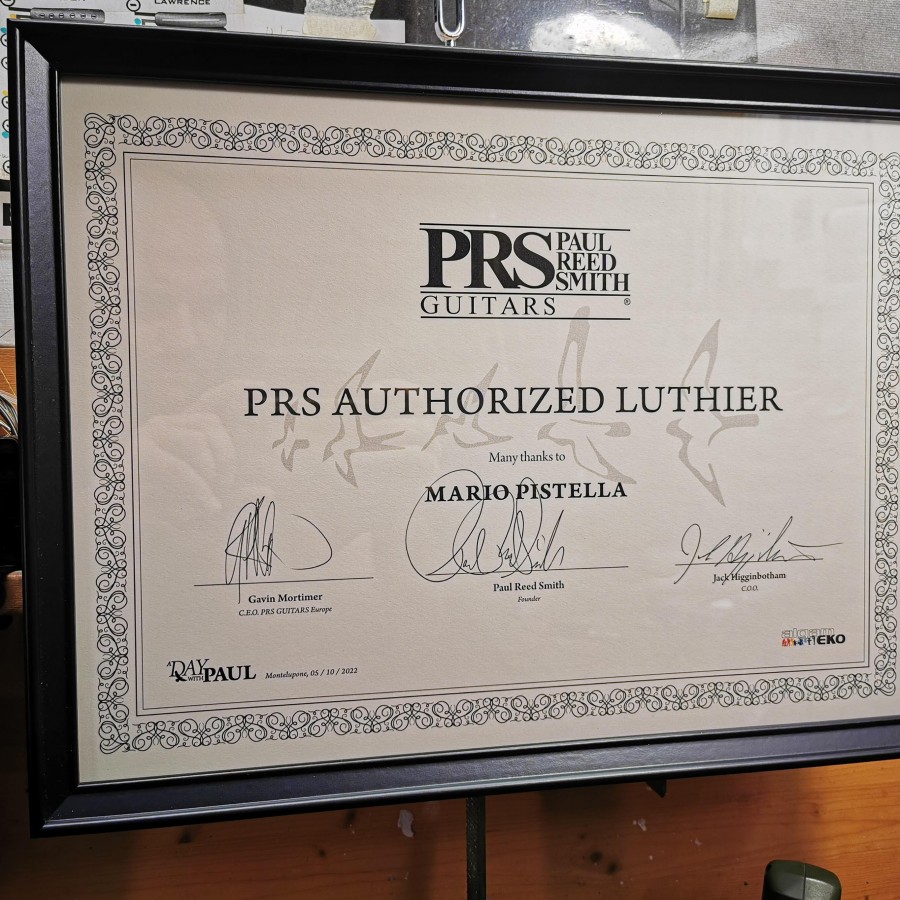 LAWRENCE
PRS PAUL REED SMITH
GUITARS ®
PRS AUTHORIZED LUTHIER
Many thanks to
MARIO PISTELLA
Gavin Mortimer
C.E.O. PRS GUITARS Europe
Paul Reed Smith
Founder
Jack Higginbotham
C.O.O.
A DAY WITH PAUL
Montelupone, 05 / 10 / 2022
algam
EKO